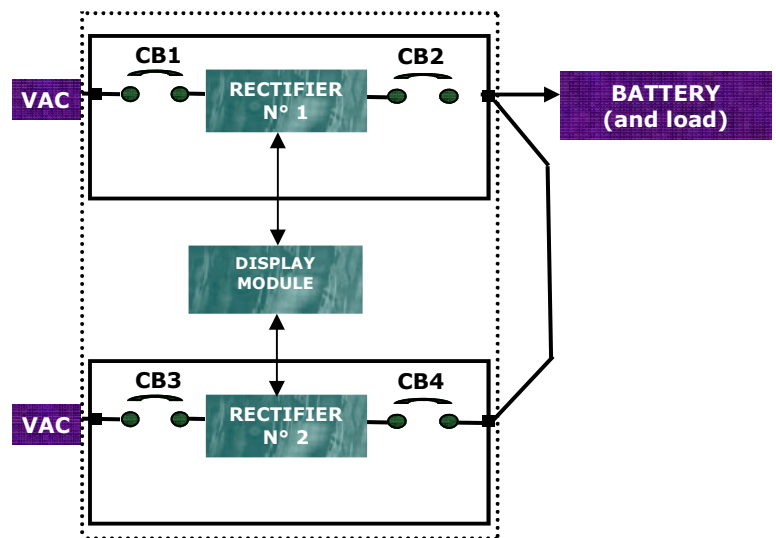 CB1
CB2
VAC
RECTIFIER
N° 1
BATTERY
(and load)
DISPLAY
MODULE
CB3
CB4
VAC
RECTIFIER
N° 2